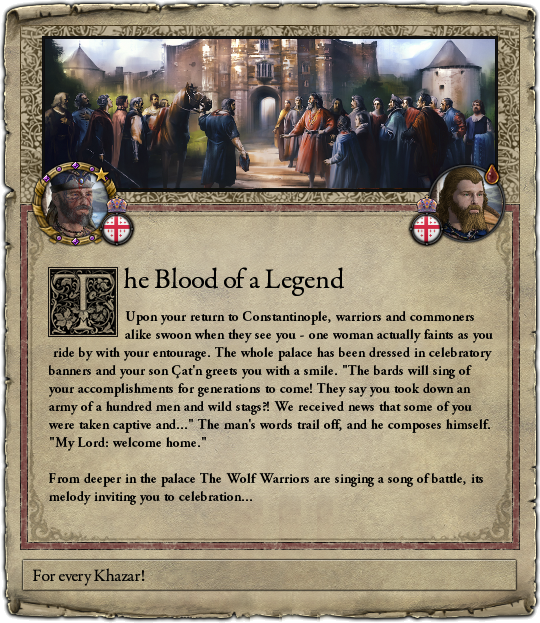 The Blood of a Legend
Upon your return to Constantinople, warriors and commoners
alike swoon when they see you - one woman actually faints as you
ride by with your entourage. The whole palace has been dressed in celebratory
banners and your son Çat'n greets you with a smile. "The bards will sing of
your accomplishments for generations to come! They say you took down an
army of a hundred men and wild stags?! We received news that some of you
were taken captive and..." The man's words trail off, and he composes himself.
"My Lord: welcome home."
From deeper in the palace The Wolf Warriors are singing a song of battle, its
melody inviting you to celebration...
For every Khazar!